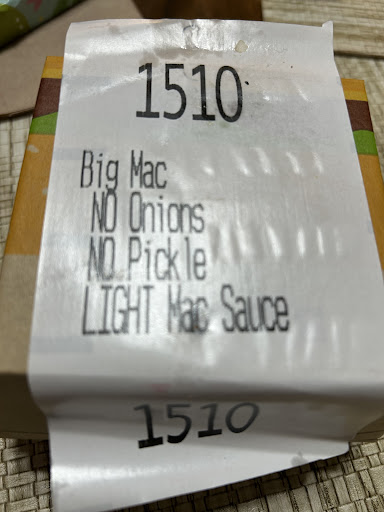 1510
Big Mac
NO Onions
NO Pickle
LIGHT Mac Sauce
1510